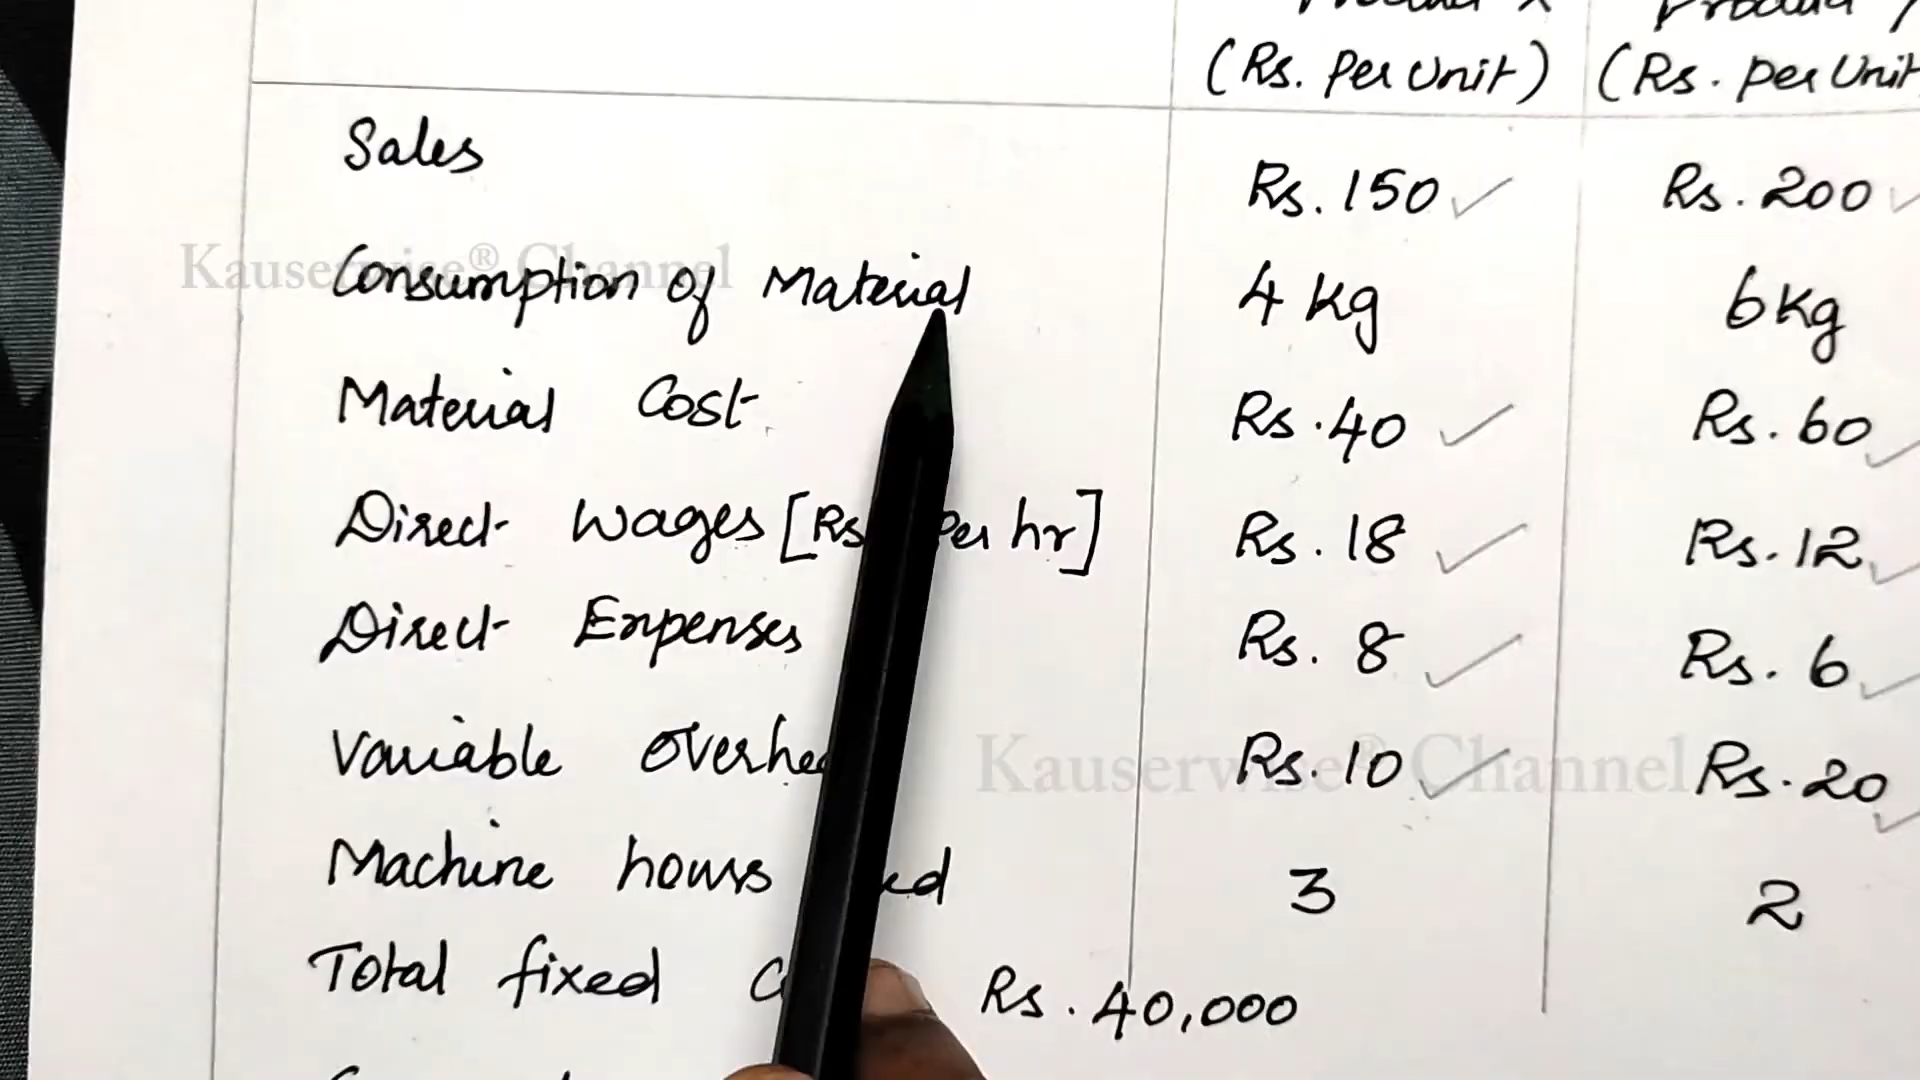 (Rs. Per Unit) (Rs. Per Unit
Sales Rs. 150 Rs. 200
Kauserwise® Channel
Consumption of Material 4 Kg 6 Kg
Material Cost Rs. 40 Rs. 60
Direct Wages [Rs Per hr] Rs. 18 Rs. 12
Direct Expenses Rs. 8 Rs. 6
Variable Rs. 10 Rs. 20
Kauserwise® Channel
Machine hours 3 2
Total fixed Rs. 40,000